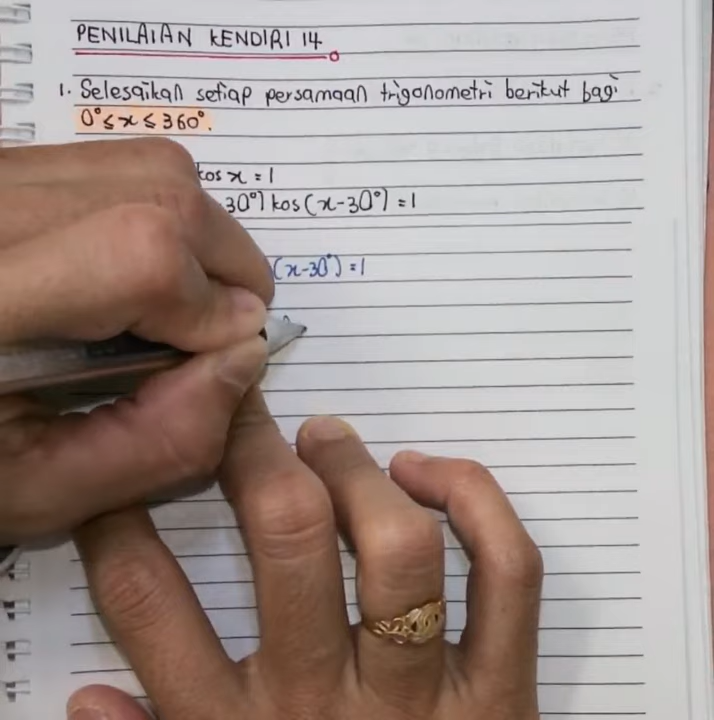 PENILAIAN KENDIRI 14
1. Selesaikan setiap persamaan trigonometri berikut bagi
0° ≤ x ≤ 360°.
kos x = 1
30°) kos (x - 30°) = 1
(x - 30°) = 1